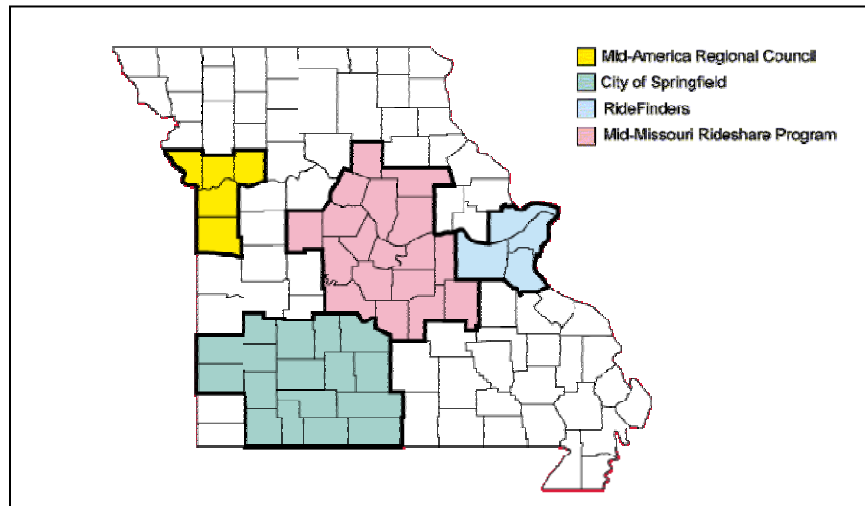 Mid-America Regional Council
City of Springfield
RideFinders
Mid-Missouri Rideshare Program